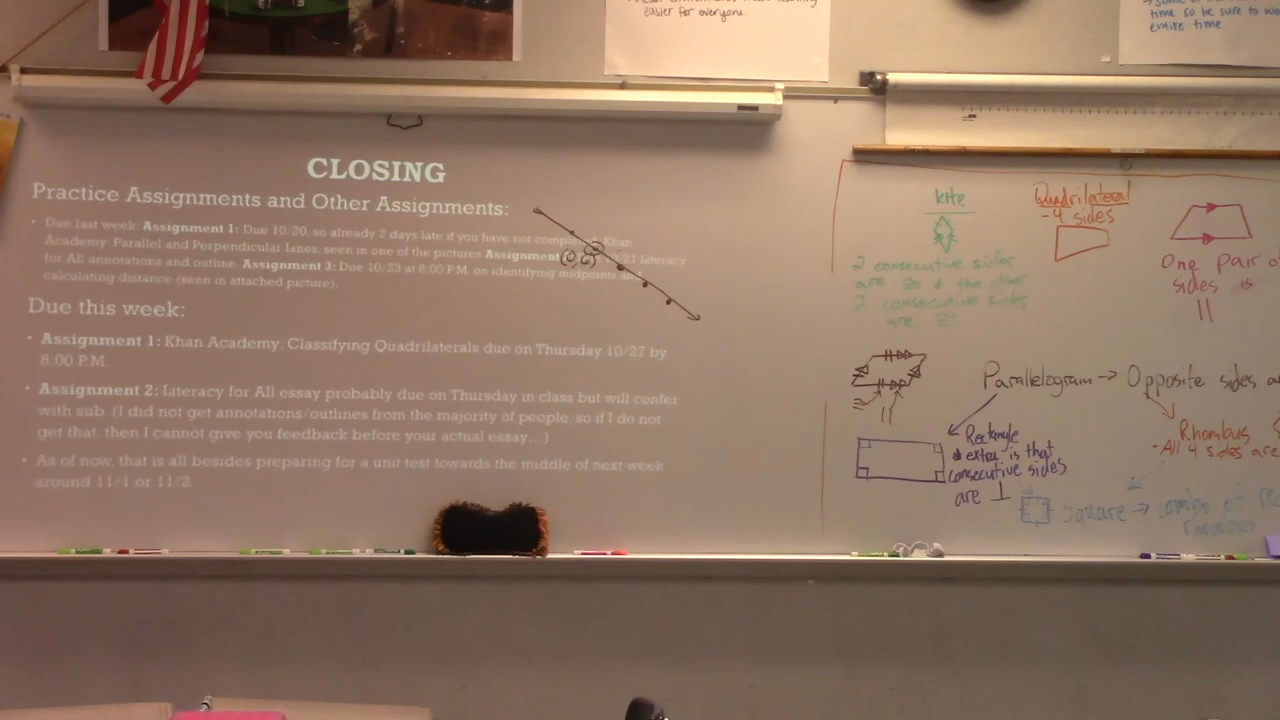 easier for everyone.
time so be sure to
entire time
CLOSING
Practice Assignments and Other Assignments:
Due last week: Assignment 1: Due 10/20, so already 2 days late if you have not Khan
Academy: Parallel and Perpendicular Lines, seen in one of the pictures Assignment Literacy
for All annotations and outline. Assignment 3: Due 10/23 at 8:00 P.M. on identifying midpoints and
calculating distance (seen in attached picture).
Due this week:
Assignment 1: Khan Academy: Classifying Quadrilaterals due on Thursday 10/27 by
8:00 P.M.
Assignment 2: Literacy for All essay probably due on Thursday in class but will confer
with sub. (I did not get annotations/outlines from the majority of people, so if I do not
get that, then I cannot give you feedback before your actual essay...)
As of now, that is all besides preparing for a unit test towards the middle of next week
around 11/1 or 11/2
kite
2 consecutive sides
are & the other
2 consecutive sides
are ≅
Quadrilateral
- 4 sides
One pair of
sides is
||
Parallelogram → Opposite sides
Rectangle
extra is that
consecutive sides
are ⊥
Rhombus
- All 4 sides are
Square → combo of
rhombus